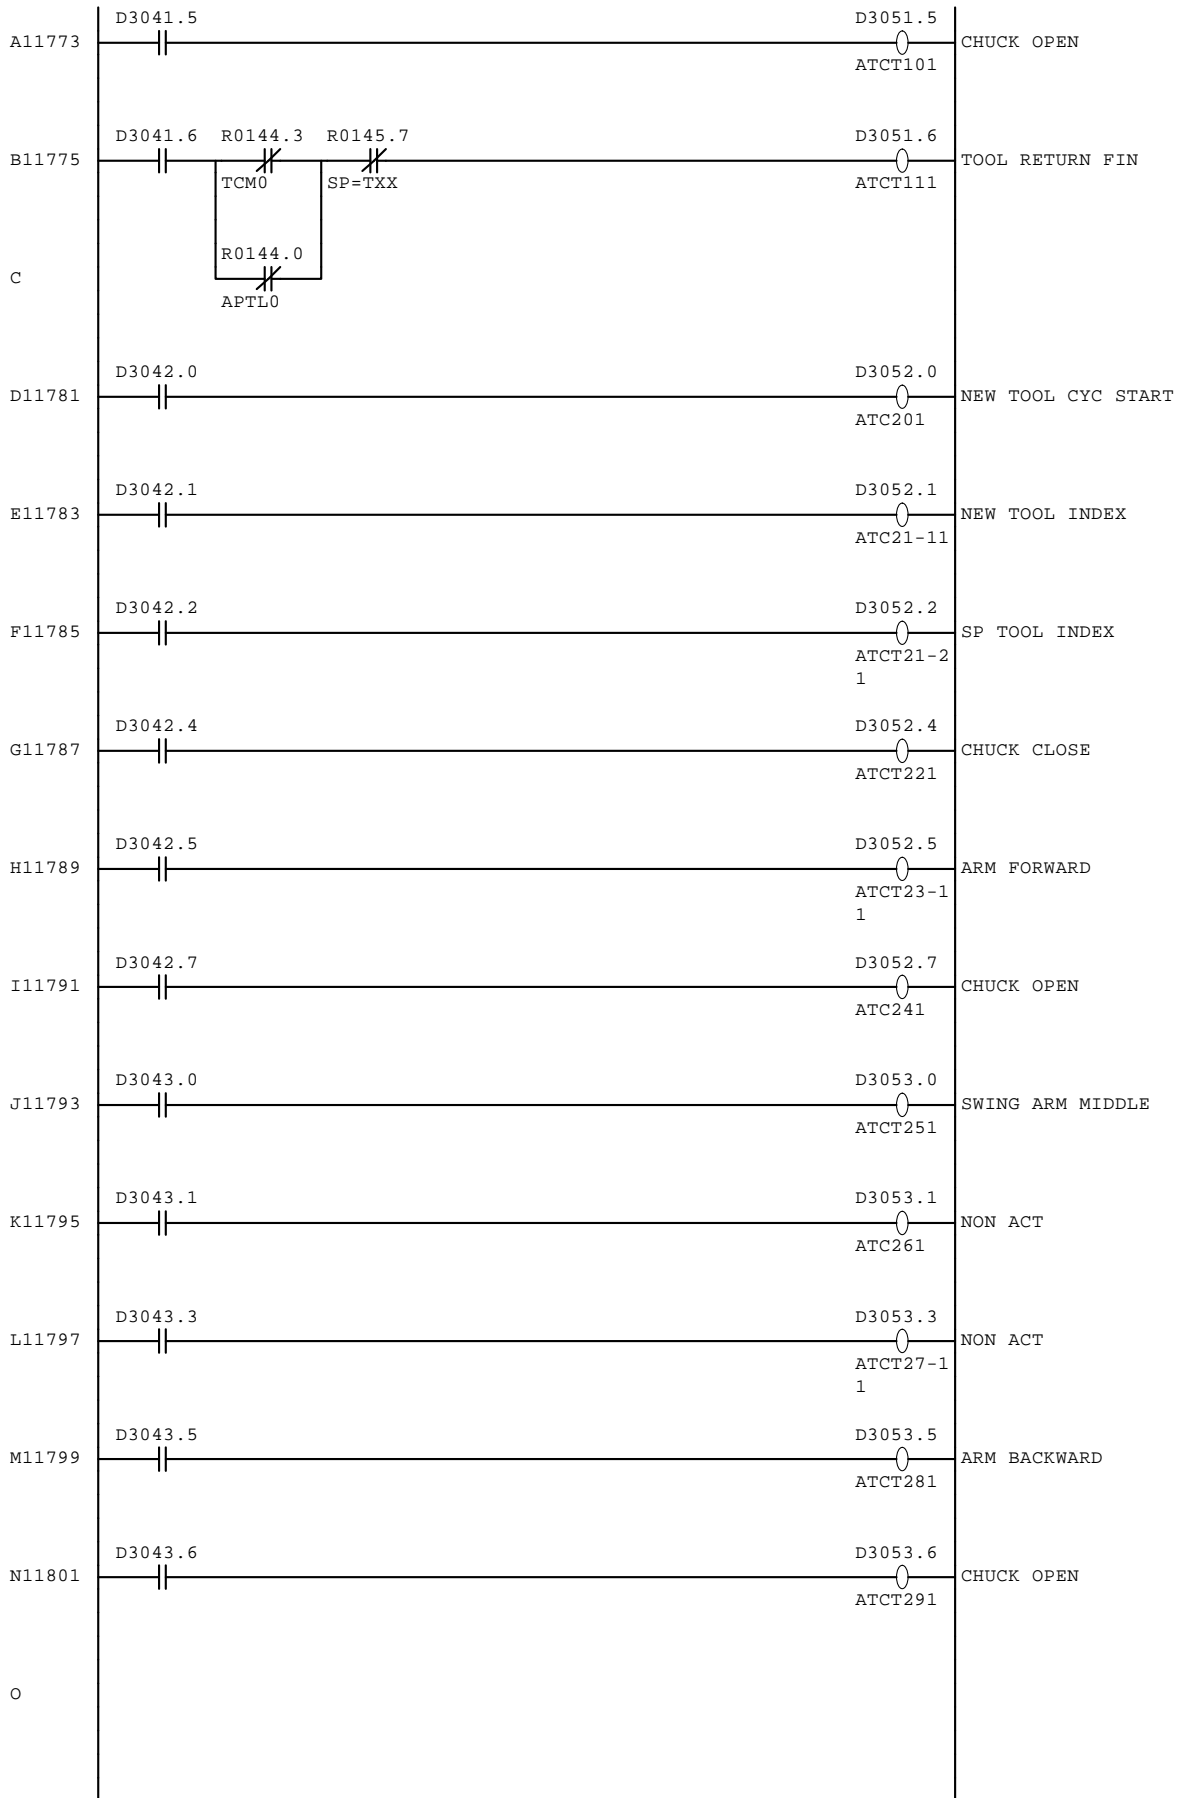 D3041.5 D3051.5
A11773 CHUCK OPEN
ATCT101
D3041.6 R0144.3 R0145.7 D3051.6
B11775 TOOL RETURN FIN
TCM0 SP=TXX ATCT111
R0144.0
C
APTL0
D3042.0 D3052.0
D11781 NEW TOOL CYC START
ATC201
D3042.1 D3052.1
E11783 NEW TOOL INDEX
ATC21-11
D3042.2 D3052.2
F11785 SP TOOL INDEX
ATCT21-2
1
D3042.4 D3052.4
G11787 CHUCK CLOSE
ATCT221
D3042.5 D3052.5
H11789 ARM FORWARD
ATCT23-1
1
D3042.7 D3052.7
I11791 CHUCK OPEN
ATC241
D3043.0 D3053.0
J11793 SWING ARM MIDDLE
ATCT251
D3043.1 D3053.1
K11795 NON ACT
ATC261
D3043.3 D3053.3
L11797 NON ACT
ATCT27-1
1
D3043.5 D3053.5
M11799 ARM BACKWARD
ATCT281
D3043.6 D3053.6
N11801 CHUCK OPEN
ATCT291
O